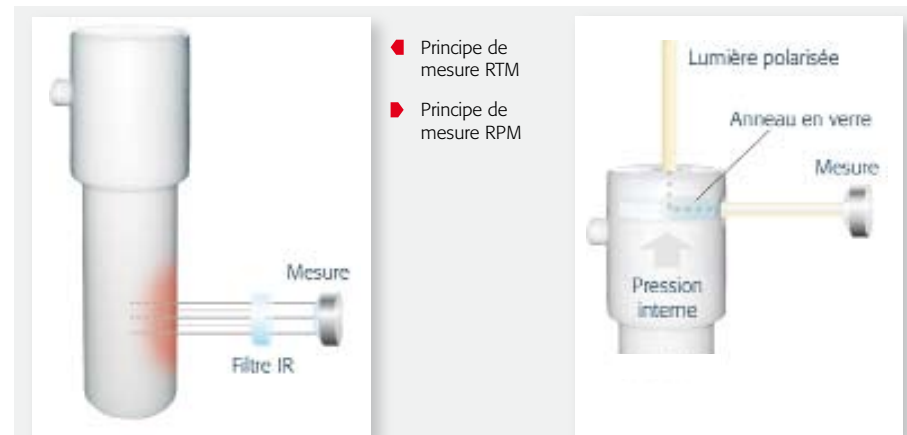 Principe de
mesure RTM
Principe de
mesure RPM
Mesure
Filtre IR
Lumière polarisée
Anneau en verre
Mesure
Pression
interne